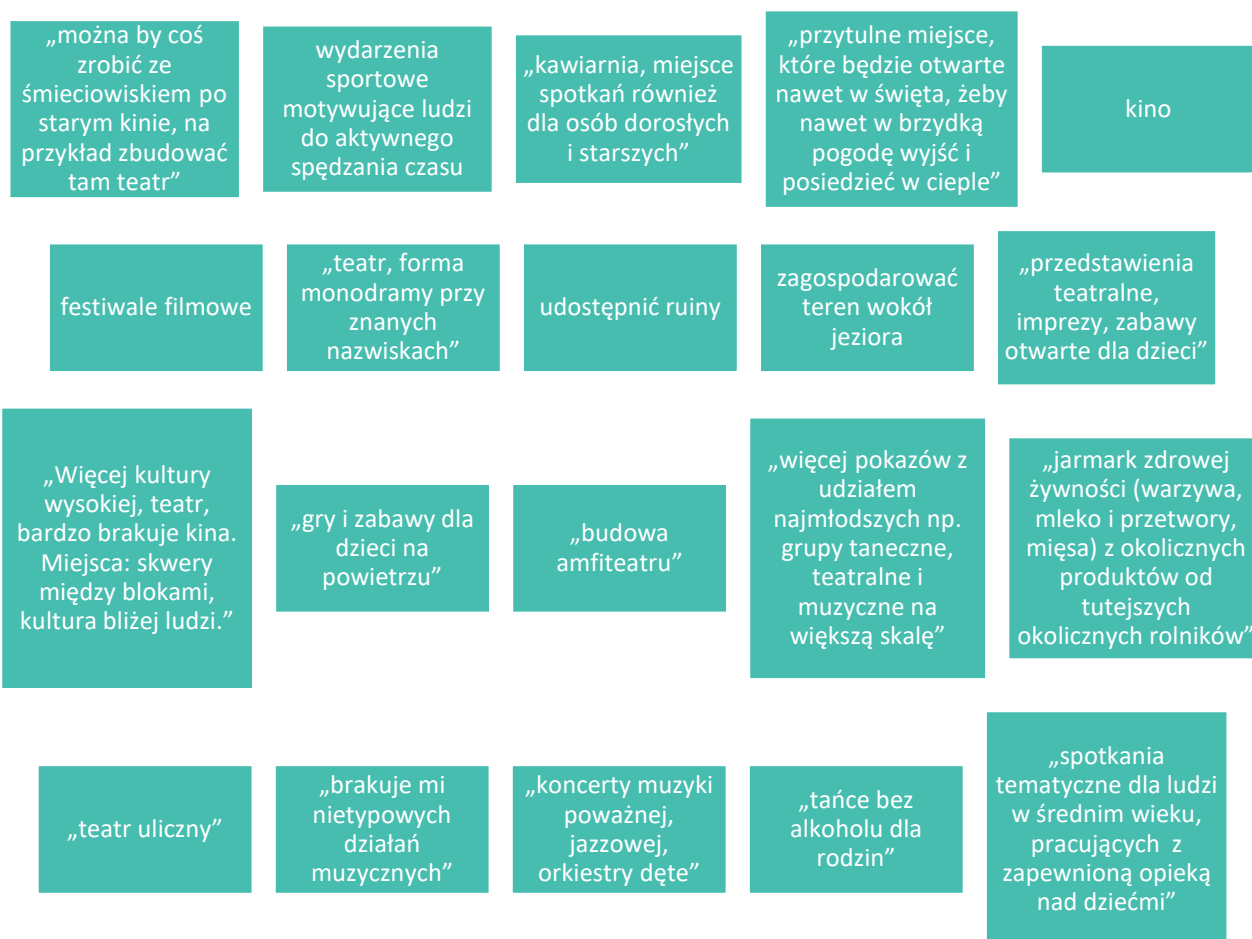 „można by coś
zrobić ze
śmieciowiskiem po
starym kinie, na
przykład zbudować
tam teatr”
wydarzenia
sportowe
motywujące ludzi
do aktywnego
spędzania czasu
„kawiarnia, miejsce
spotkań również
dla osób dorosłych
i starszych”
„przytulne miejsce,
które będzie otwarte
nawet w święta, żeby
nawet w brzydką
pogodę wyjść i
posiedzieć w cieple”
kino
festiwale filmowe
„teatr, forma
monodramy przy
znanych
nazwiskach”
udostępnić ruiny
zagospodarować
teren wokół
jeziora
„przedstawienia
teatralne,
imprezy, zabawy
otwarte dla dzieci”
„Więcej kultury
wysokiej, teatr,
bardzo brakuje kina.
Miejsca: skwery
między blokami,
kultura bliżej ludzi.”
„gry i zabawy dla
dzieci na
powietrzu”
„budowa
amfiteatru”
„więcej pokazów z
udziałem
najmłodszych np.
grupy taneczne,
teatralne i
muzyczne na
większą skalę”
„jarmark zdrowej
żywności (warzywa,
mleko i przetwory,
mięsa) z okolicznych
produktów od
tutejszych
okolicznych rolników”
„teatr uliczny”
„brakuje mi
nietypowych
działań
muzycznych”
„koncerty muzyki
poważnej,
jazzowej,
orkiestry dęte”
„tańce bez
alkoholu dla
rodzin”
„spotkania
tematyczne dla ludzi
w średnim wieku,
pracujących z
zapewnioną opieką
nad dziećmi”